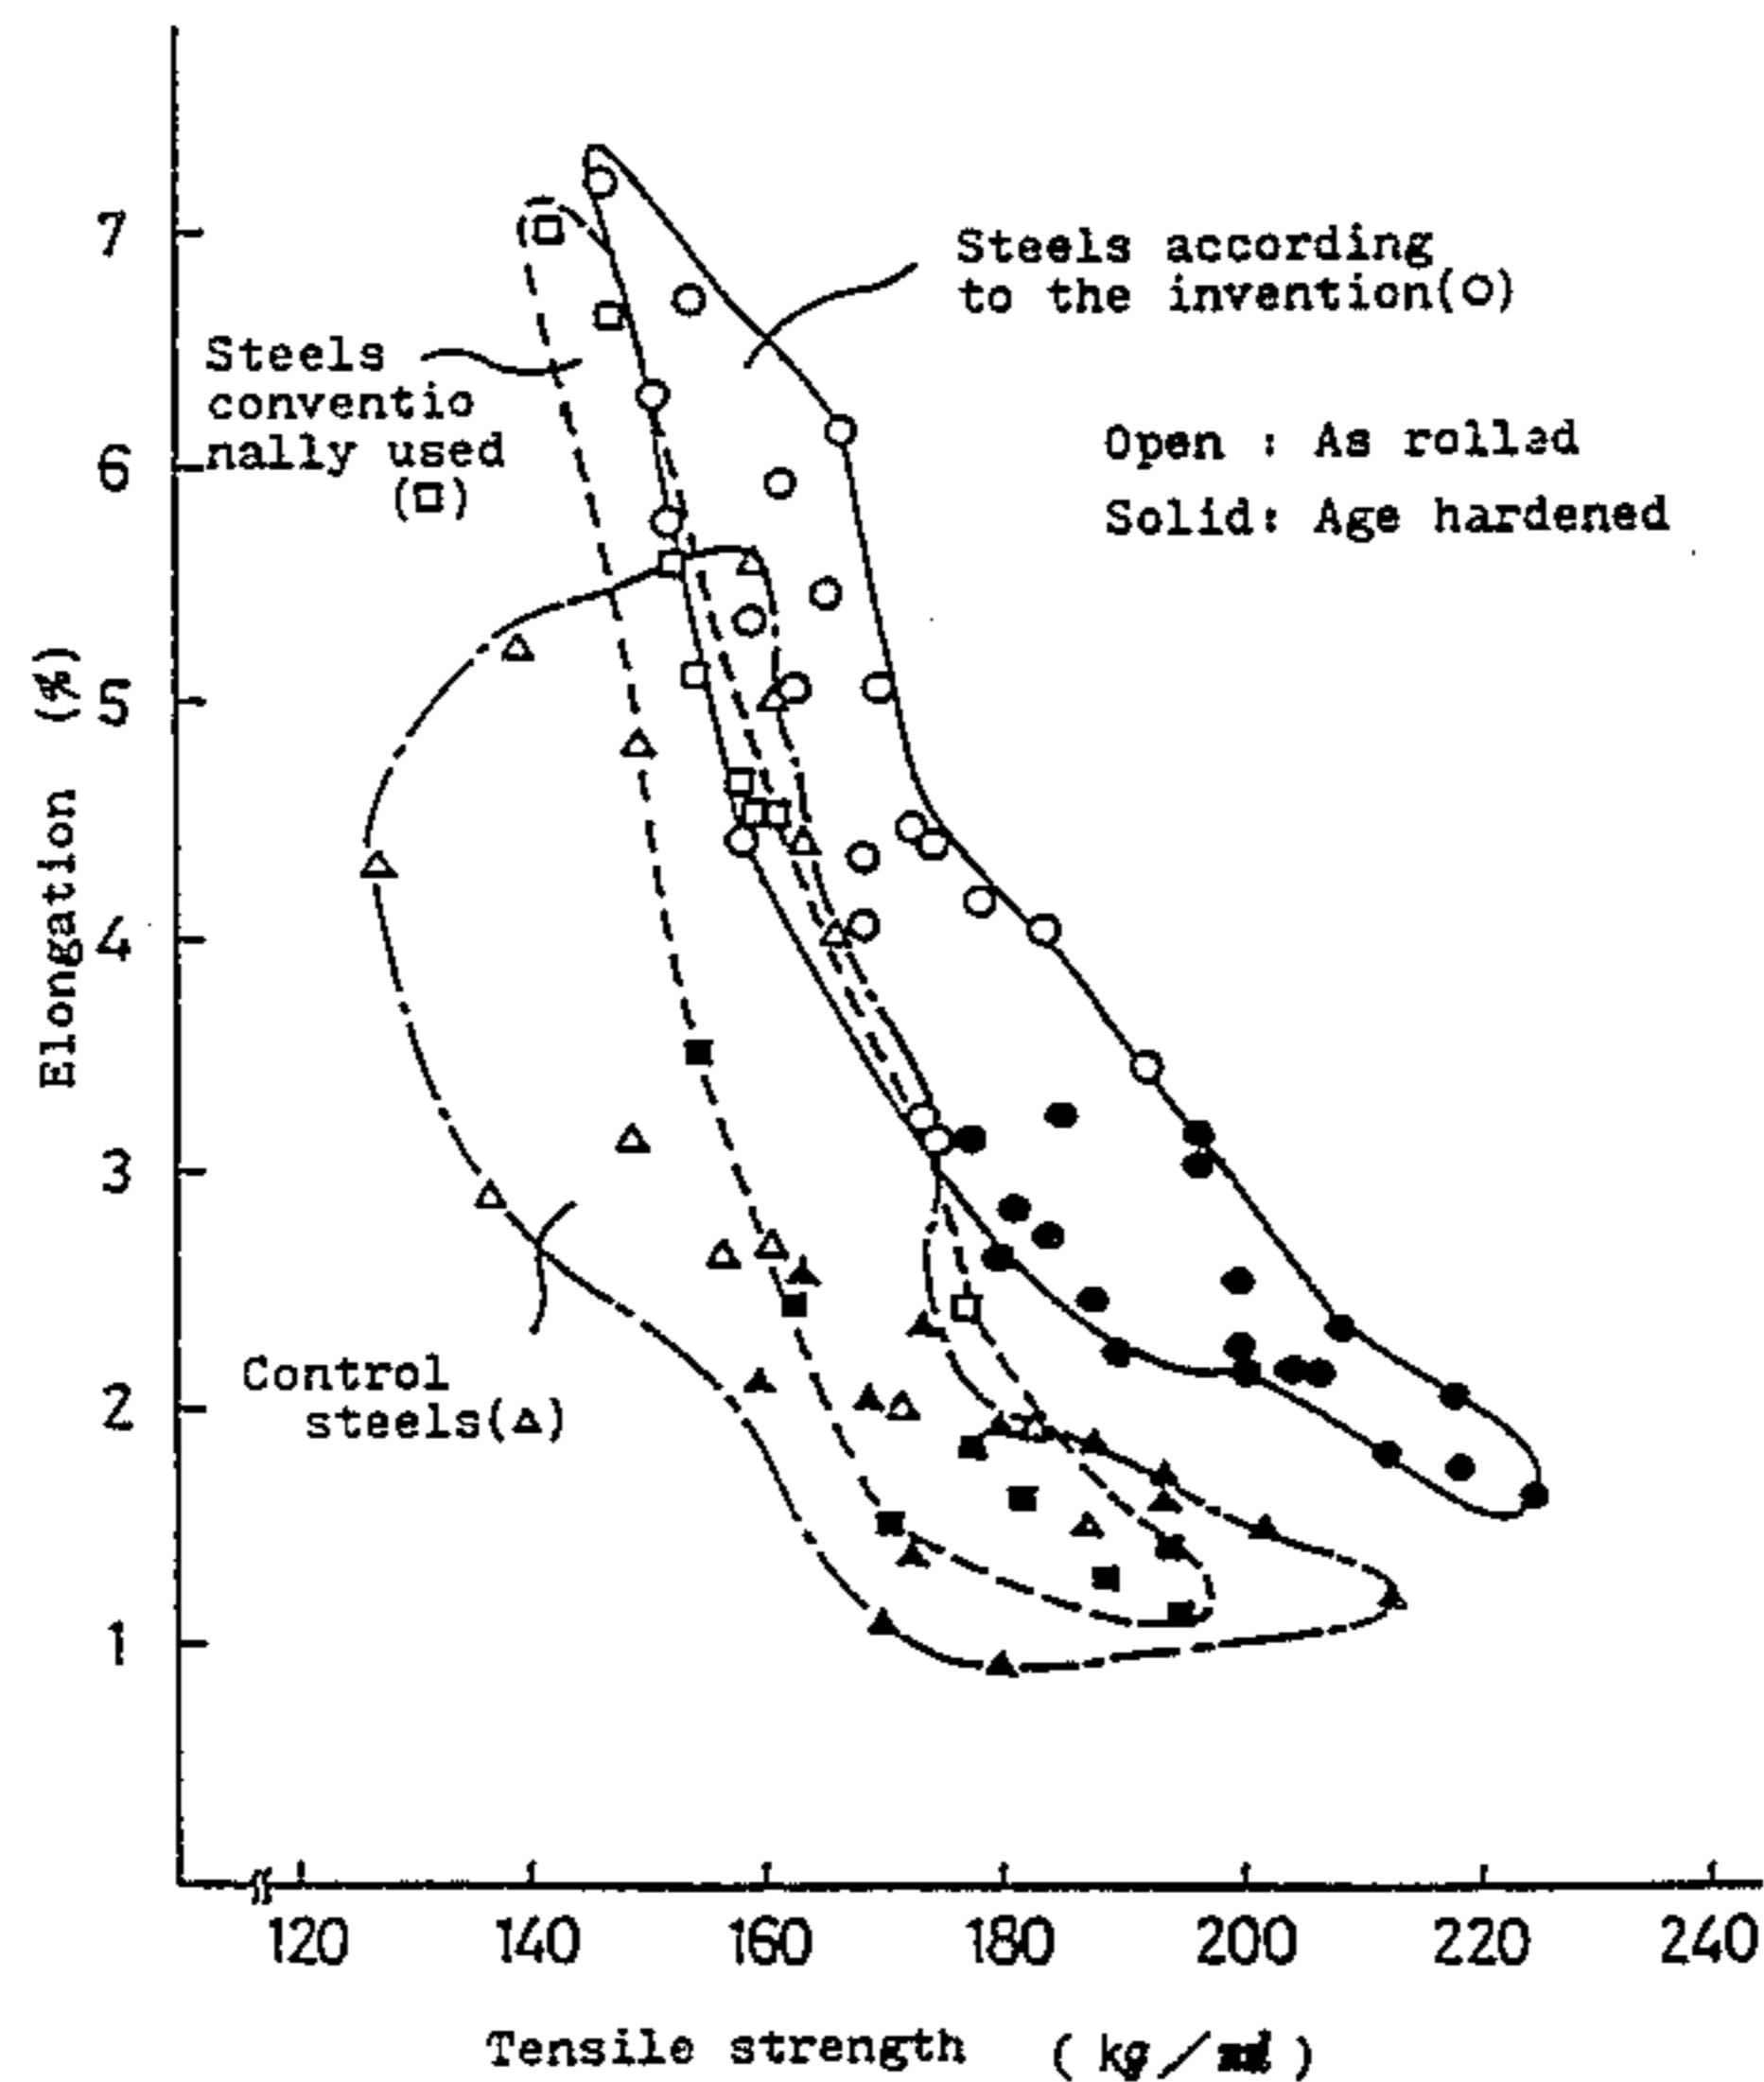 Steels according
to the invention(○)
Steels
conventio
nally used
(□)
Open : As rollad
Solid: Age hardened
Control
steels(△)
Elongation (%)
7
6
5
4
3
2
1
120 140 160 180 200 220 240
Tensile strength (kg/